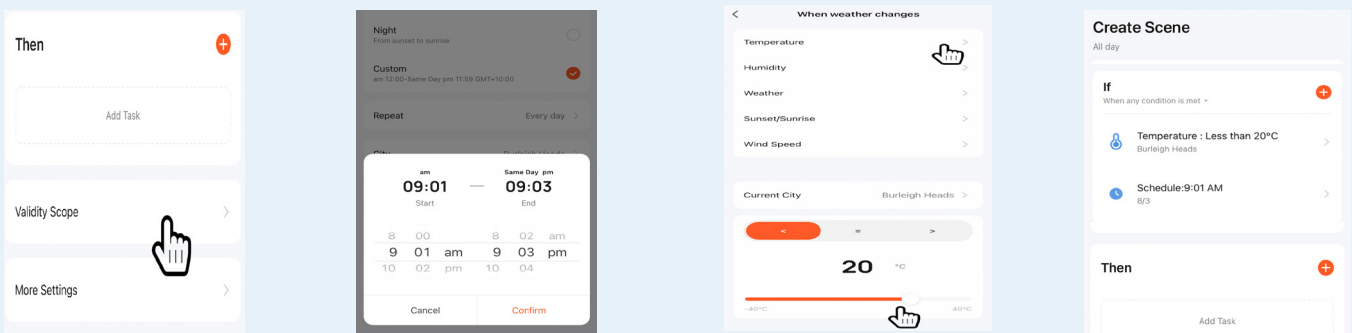 Then
Add Task
Validity Scope
More Settings
Night
From sunset to sunrise
Custom
am 12:00-Same Day pm 11:59 GMT+10:00
Repeat Every day
City Burleigh Heads
am Same Day pm
09:01 — 09:03
Start End
8 00 8 02 am
9 01 am 9 03 pm
10 02 pm 10 04
Cancel Confirm
When weather changes
Temperature
Humidity
Weather
Sunset/Sunrise
Wind Speed
Current City Burleigh Heads
< = >
20 °C
-40°C 40°C
Create Scene
All day
If
When any condition is met
Temperature : Less than 20°C
Burleigh Heads
Schedule:9:01 AM
8/3
Then
Add Task